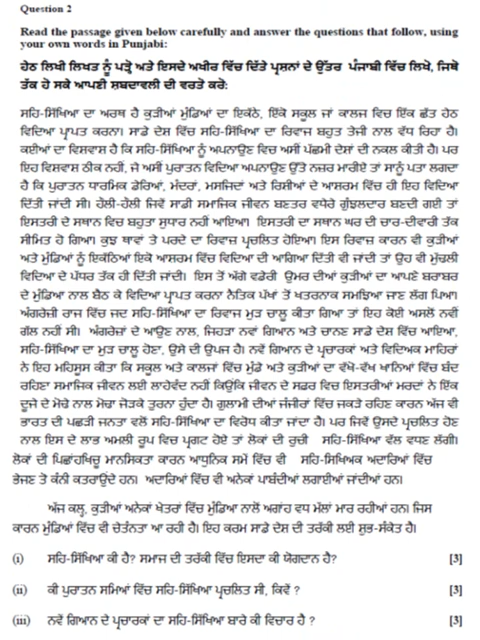 Question 2
Read the passage given below carefully and answer the questions that follow, using
your own words in Punjabi:
ਹੇਠ ਲਿਖੀ ਲਿਖਤ ਨੂੰ ਪੜ੍ਹੋ ਅਤੇ ਇਸਦੇ ਅਖੀਰ ਵਿੱਚ ਦਿੱਤੇ ਪ੍ਰਸ਼ਨਾਂ ਦੇ ਉੱਤਰ ਪੰਜਾਬੀ ਵਿੱਚ ਲਿਖੋ, ਜਿਥੇ
ਤੱਕ ਹੋ ਸਕੇ ਆਪਣੀ ਸ਼ਬਦਾਵਲੀ ਦੀ ਵਰਤੋ ਕਰੋ:
ਸਹਿ-ਸਿੱਖਿਆ ਦਾ ਅਰਥ ਹੈ ਕੁੜੀਆਂ ਮੁੰਡਿਆਂ ਦਾ ਇਕੱਠੇ, ਇੱਕੋ ਸਕੂਲ ਜਾਂ ਕਾਲਜ ਵਿਚ ਇਕ ਛੱਤ ਹੇਠ
ਵਿਦਿਆ ਪ੍ਰਾਪਤ ਕਰਨਾ। ਸਾਡੇ ਦੇਸ਼ ਵਿੱਚ ਸਹਿ-ਸਿੱਖਿਆ ਦਾ ਰਿਵਾਜ ਬਹੁਤ ਤੇਜੀ ਨਾਲ ਵੱਧ ਰਿਹਾ ਹੈ।
ਕਈਆਂ ਦਾ ਵਿਸ਼ਵਾਸ਼ ਹੈ ਕਿ ਸਹਿ-ਸਿੱਖਿਆ ਨੂੰ ਅਪਨਾਉਣ ਵਿਚ ਅਸੀਂ ਪੱਛਮੀ ਦੇਸ਼ਾਂ ਦੀ ਨਕਲ ਕੀਤੀ ਹੈ। ਪਰ
ਇਹ ਵਿਸ਼ਵਾਸ਼ ਠੀਕ ਨਹੀਂ, ਜੇ ਅਸੀਂ ਪੁਰਾਤਨ ਵਿਦਿਆ ਅਪਨਾਉਣ ਉੱਤੇ ਨਜ਼ਰ ਮਾਰੀਏ ਤਾਂ ਸਾਨੂੰ ਪਤਾ ਲਗਦਾ
ਹੈ ਕਿ ਪੁਰਾਤਨ ਧਾਰਮਿਕ ਡੇਰਿਆਂ, ਮੰਦਰਾਂ, ਮਸਜਿਦਾਂ ਅਤੇ ਰਿਸ਼ੀਆਂ ਦੇ ਆਸ਼ਰਮ ਵਿੱਚ ਹੀ ਇਹ ਵਿਦਿਆ
ਦਿੱਤੀ ਜਾਂਦੀ ਸੀ। ਹੌਲੀ-ਹੌਲੀ ਜਿਵੇਂ ਸਾਡੀ ਸਮਾਜਿਕ ਜੀਵਨ ਬਣਤਰ ਵਧੇਰੇ ਗੁੰਝਲਦਾਰ ਬਣਦੀ ਗਈ ਤਾਂ
ਇਸਤਰੀ ਦੇ ਸਥਾਨ ਵਿਚ ਬਹੁਤਾ ਸੁਧਾਰ ਨਹੀਂ ਆਇਆ। ਇਸਤਰੀ ਦਾ ਸਥਾਨ ਘਰ ਦੀ ਚਾਰ-ਦੀਵਾਰੀ ਤੱਕ
ਸੀਮਿਤ ਹੋ ਗਿਆ। ਕੁਝ ਥਾਵਾਂ ਤੇ ਪਰਦੇ ਦਾ ਰਿਵਾਜ਼ ਪ੍ਰਚਲਿਤ ਹੋਇਆ। ਇਸ ਰਿਵਾਜ਼ ਕਾਰਨ ਵੀ ਕੁੜੀਆਂ
ਅਤੇ ਮੁੰਡਿਆਂ ਨੂੰ ਇਕੱਠਿਆਂ ਇਕੋ ਆਸ਼ਰਮ ਵਿੱਚ ਵਿਦਿਆ ਦੀ ਆਗਿਆ ਦਿੱਤੀ ਵੀ ਜਾਂਦੀ ਤਾਂ ਉਹ ਵੀ ਮੁੱਢਲੀ
ਵਿਦਿਆ ਦੇ ਪੱਧਰ ਤੱਕ ਹੀ ਦਿੱਤੀ ਜਾਂਦੀ। ਇਸ ਤੋਂ ਅੱਗੇ ਵਡੇਰੀ ਉਮਰ ਦੀਆਂ ਕੁੜੀਆਂ ਦਾ ਆਪਣੇ ਬਰਾਬਰ
ਦੇ ਮੁੰਡਿਆਂ ਨਾਲ ਬੈਠ ਕੇ ਵਿਦਿਆ ਪ੍ਰਾਪਤ ਕਰਨਾ ਨੈਤਿਕ ਪੱਖਾਂ ਤੋਂ ਖਤਰਨਾਕ ਸਮਝਿਆ ਜਾਣ ਲੱਗ ਪਿਆ।
ਅੰਗਰੇਜ਼ੀ ਰਾਜ ਵਿੱਚ ਜਦ ਸਹਿ-ਸਿੱਖਿਆ ਦਾ ਰਿਵਾਜ ਮੁੜ ਚਾਲੂ ਕੀਤਾ ਗਿਆ ਤਾਂ ਇਹ ਕੋਈ ਅਸਲੋਂ ਨਵੀਂ
ਗੱਲ ਨਹੀਂ ਸੀ। ਅੰਗਰੇਜ਼ਾਂ ਦੇ ਆਉਣ ਨਾਲ, ਜਿਹੜਾ ਨਵਾਂ ਗਿਆਨ ਅਤੇ ਚਾਨਣ ਸਾਡੇ ਦੇਸ਼ ਵਿੱਚ ਆਇਆ,
ਸਹਿ-ਸਿੱਖਿਆ ਦਾ ਮੁੜ ਚਾਲੂ ਹੋਣਾ, ਉਸੇ ਦੀ ਉਪਜ ਹੈ। ਨਵੇਂ ਗਿਆਨ ਦੇ ਪ੍ਰਚਾਰਕਾਂ ਅਤੇ ਵਿਦਿਅਕ ਮਾਹਿਰਾਂ
ਨੇ ਇਹ ਮਹਿਸੂਸ ਕੀਤਾ ਕਿ ਸਕੂਲ ਅਤੇ ਕਾਲਜਾਂ ਵਿੱਚ ਮੁੰਡੇ ਅਤੇ ਕੁੜੀਆਂ ਦਾ ਵੱਖੋ-ਵੱਖ ਖਾਨਿਆਂ ਵਿੱਚ ਬੰਦ
ਰਹਿਣਾ ਸਮਾਜਿਕ ਜੀਵਨ ਲਈ ਲਾਹੇਵੰਦ ਨਹੀਂ ਕਿਉਂਕਿ ਜੀਵਨ ਦੇ ਸਫ਼ਰ ਵਿਚ ਇਸਤਰੀਆਂ ਮਰਦਾਂ ਨੇ ਇੱਕ
ਦੂਜੇ ਦੇ ਮੋਢੇ ਨਾਲ ਮੋਢਾ ਜੋੜਕੇ ਤੁਰਨਾ ਹੁੰਦਾ ਹੈ। ਗੁਲਾਮੀ ਦੀਆਂ ਜੰਜੀਰਾਂ ਵਿੱਚ ਜਕੜੇ ਰਹਿਣ ਕਾਰਨ ਅੱਜ ਵੀ
ਭਾਰਤ ਦੀ ਪਛੜੀ ਜਨਤਾ ਵਲੋਂ ਸਹਿ-ਸਿੱਖਿਆ ਦਾ ਵਿਰੋਧ ਕੀਤਾ ਜਾਂਦਾ ਹੈ। ਪਰ ਜਿਵੇਂ ਉਸਦੇ ਪ੍ਰਚਲਿਤ ਹੋਣ
ਨਾਲ ਇਸ ਦੇ ਲਾਭ ਅਮਲੀ ਰੂਪ ਵਿਚ ਪ੍ਰਗਟ ਹੋਏ ਤਾਂ ਲੋਕਾਂ ਦੀ ਰੁਚੀ ਸਹਿ-ਸਿੱਖਿਆ ਵੱਲ ਵਧਣ ਲੱਗੀ।
ਲੋਕਾਂ ਦੀ ਪਿਛਾਂਹਖਿਚੂ ਮਾਨਸਿਕਤਾ ਕਾਰਨ ਆਧੁਨਿਕ ਸਮੇਂ ਵਿੱਚ ਵੀ ਸਹਿ-ਸਿਖਿਅਕ ਅਦਾਰਿਆਂ ਵਿੱਚ
ਭੇਜਣ ਤੋ ਕੰਨੀ ਕਤਰਾਉਂਦੇ ਹਨ। ਅਦਾਰਿਆਂ ਵਿੱਚ ਵੀ ਅਨੇਕਾਂ ਪਾਬੰਦੀਆਂ ਲਗਾਈਆਂ ਜਾਂਦੀਆਂ ਹਨ।
ਅੱਜ ਕਲ੍ਹ, ਕੁੜੀਆਂ ਅਨੇਕਾਂ ਖੇਤਰਾਂ ਵਿੱਚ ਮੁੰਡਿਆਂ ਨਾਲੋਂ ਅਗਾਂਹ ਵਧ ਮੱਲਾਂ ਮਾਰ ਰਹੀਆਂ ਹਨ। ਜਿਸ
ਕਾਰਨ ਮੁੰਡਿਆਂ ਵਿੱਚ ਵੀ ਚੇਤੰਨਤਾ ਆ ਰਹੀ ਹੈ। ਇਹ ਕਰਮ ਸਾਡੇ ਦੇਸ਼ ਦੀ ਤਰੱਕੀ ਲਈ ਸ਼ੁਭ-ਸੰਕੇਤ ਹੈ।
(i) ਸਹਿ-ਸਿੱਖਿਆ ਕੀ ਹੈ? ਸਮਾਜ ਦੀ ਤਰੱਕੀ ਵਿੱਚ ਇਸਦਾ ਕੀ ਯੋਗਦਾਨ ਹੈ? [3]
(ii) ਕੀ ਪੁਰਾਤਨ ਸਮਿਆਂ ਵਿੱਚ ਸਹਿ-ਸਿੱਖਿਆ ਪ੍ਰਚਲਿਤ ਸੀ, ਕਿਵੇਂ ? [3]
(iii) ਨਵੇਂ ਗਿਆਨ ਦੇ ਪ੍ਰਚਾਰਕਾਂ ਦਾ ਸਹਿ-ਸਿੱਖਿਆ ਬਾਰੇ ਕੀ ਵਿਚਾਰ ਹੈ ? [3]